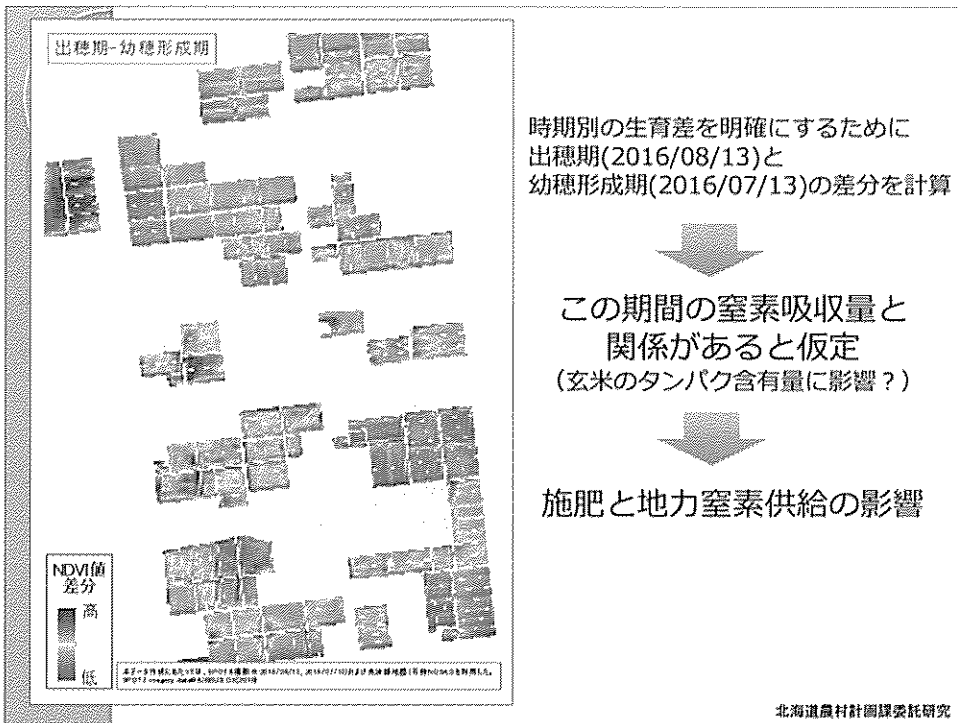 出穂期-幼穂形成期
時期別の生育差を明確にするために
出穂期(2016/08/13)と
幼穂形成期(2016/07/13)の差分を計算
この期間の窒素吸収量と
関係があると仮定
（玄米のタンパク含有量に影響？）
施肥と地力窒素供給の影響
NDVI値
差分
高
低
北海道農村計画課委託研究